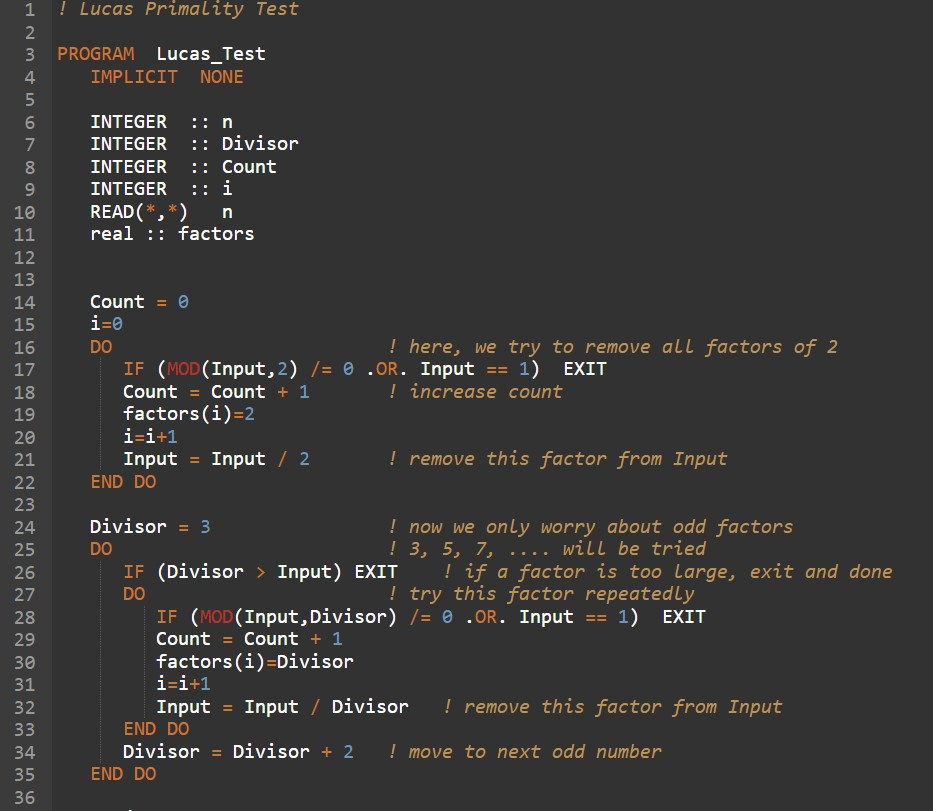 1 ! Lucas Primality Test
2
3 PROGRAM  Lucas_Test
4    IMPLICIT  NONE
5
6    INTEGER  :: n
7    INTEGER  :: Divisor
8    INTEGER  :: Count
9    INTEGER  :: i
10    READ(*,*)   n
11    real :: factors
12
13
14    Count = 0
15    i=0
16    DO                         ! here, we try to remove all factors of 2
17       IF (MOD(Input,2) /= 0 .OR. Input == 1)  EXIT
18       Count = Count + 1       ! increase count
19       factors(i)=2
20       i=i+1
21       Input = Input / 2       ! remove this factor from Input
22    END DO
23
24    Divisor = 3                ! now we only worry about odd factors
25    DO                         ! 3, 5, 7, .... will be tried
26       IF (Divisor > Input) EXIT    ! if a factor is too large, exit and done
27       DO                      ! try this factor repeatedly
28          IF (MOD(Input,Divisor) /= 0 .OR. Input == 1)  EXIT
29          Count = Count + 1
30          factors(i)=Divisor
31          i=i+1
32          Input = Input / Divisor   ! remove this factor from Input
33       END DO
34       Divisor = Divisor + 2   ! move to next odd number
35    END DO
36